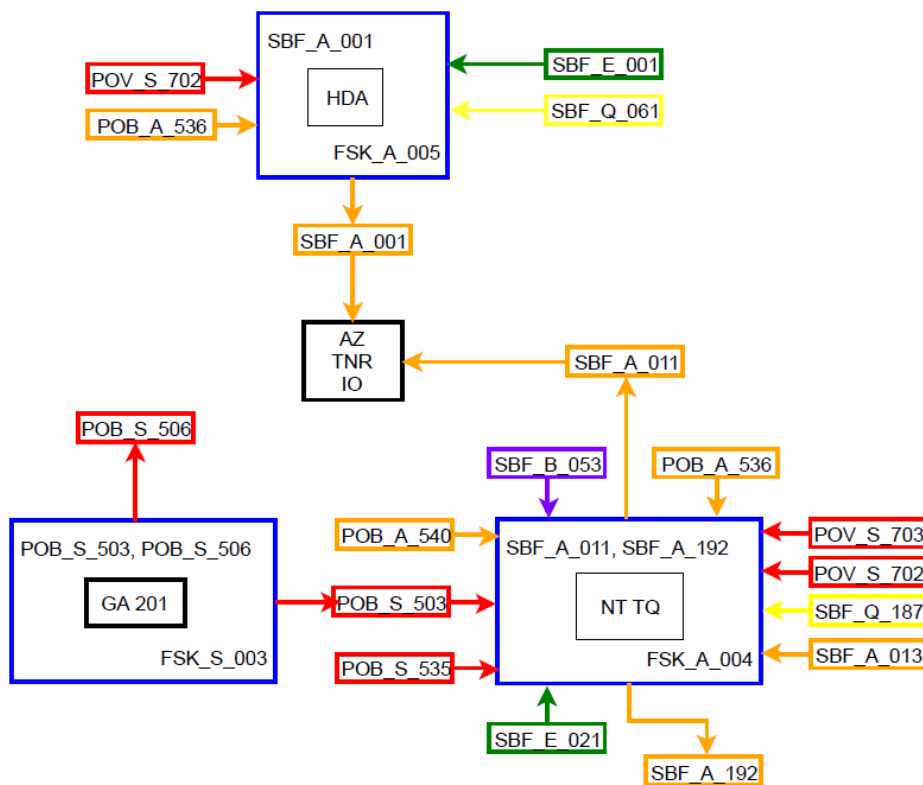 SBF_A_001
POV_S_702
HDA
SBF_E_001
POB_A_536
SBF_Q_061
FSK_A_005
SBF_A_001
AZ
TNR
IO
SBF_A_011
POB_S_506
SBF_B_053
POB_A_536
POB_S_503, POB_S_506
GA 201
FSK_S_003
POB_A_540
POB_S_503
POB_S_535
SBF_A_011, SBF_A_192
NT TQ
FSK_A_004
POV_S_703
POV_S_702
SBF_Q_187
SBF_A_013
SBF_E_021
SBF_A_192